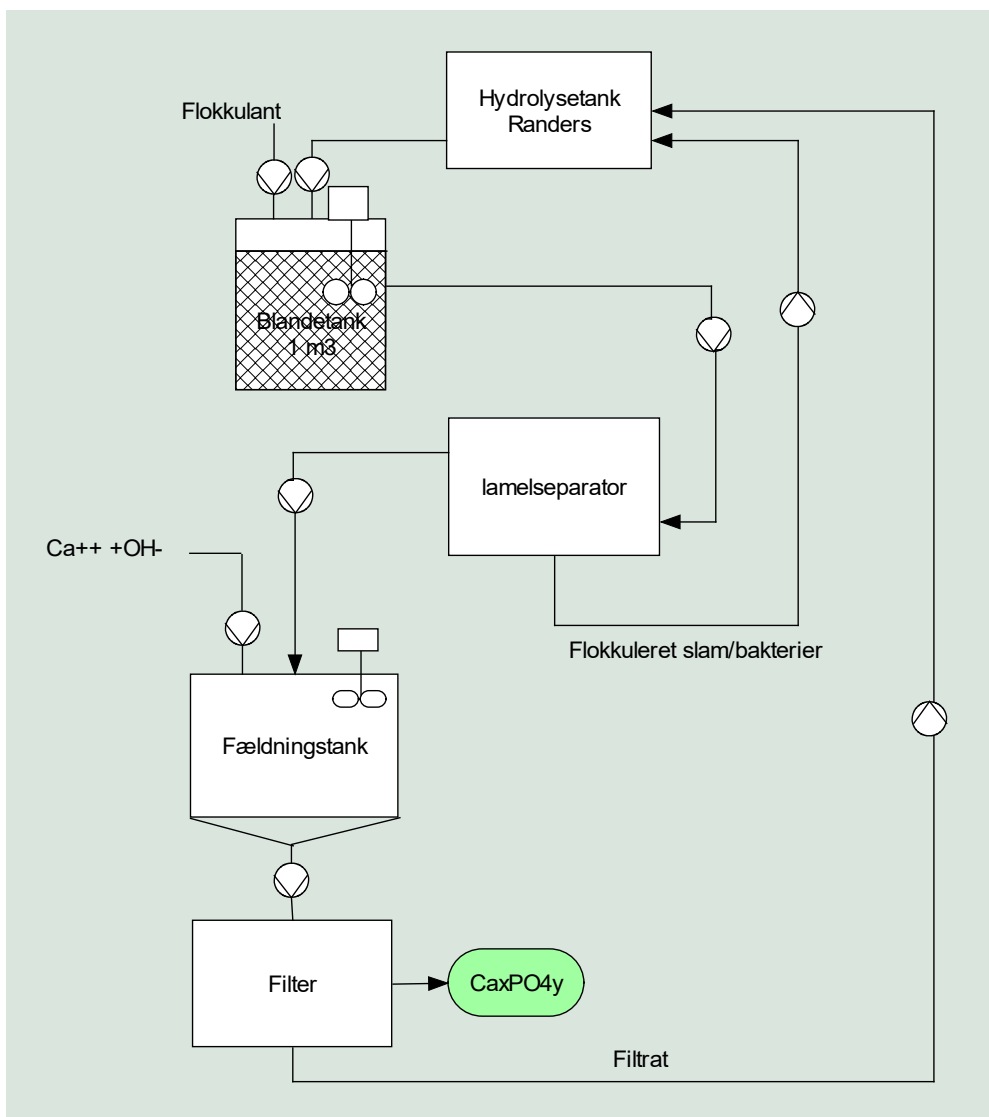 Hydrolysetank
Randers
Flokkulant
Blandetank
1 m3
lamelseparator
Ca++ +OH-
Flokkuleret slam/bakterier
Fældningstank
Filter
CaxPO4y
Filtrat